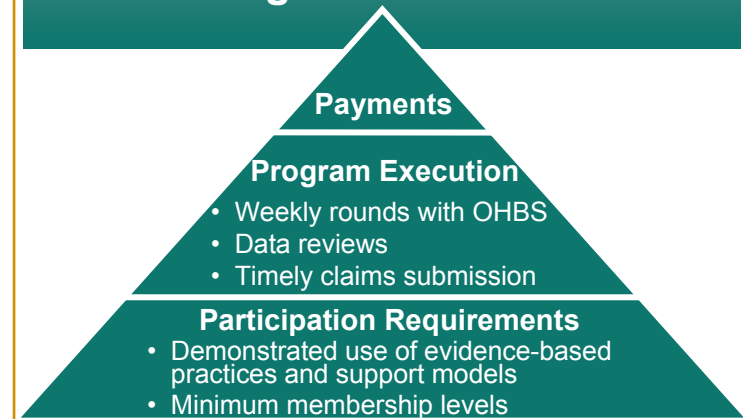 Payments
Program Execution
• Weekly rounds with OHBS
• Data reviews
• Timely claims submission
Participation Requirements
• Demonstrated use of evidence-based
practices and support models
• Minimum membership levels